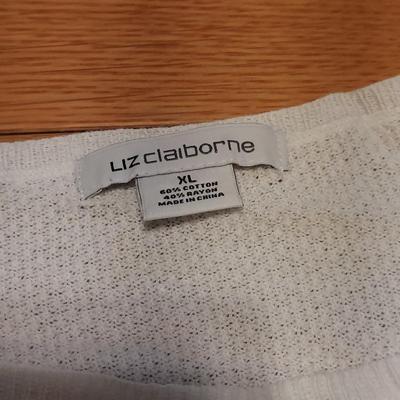 Liz claiborne
XL
60% COTTON
40% RAYON
MADE IN CHINA